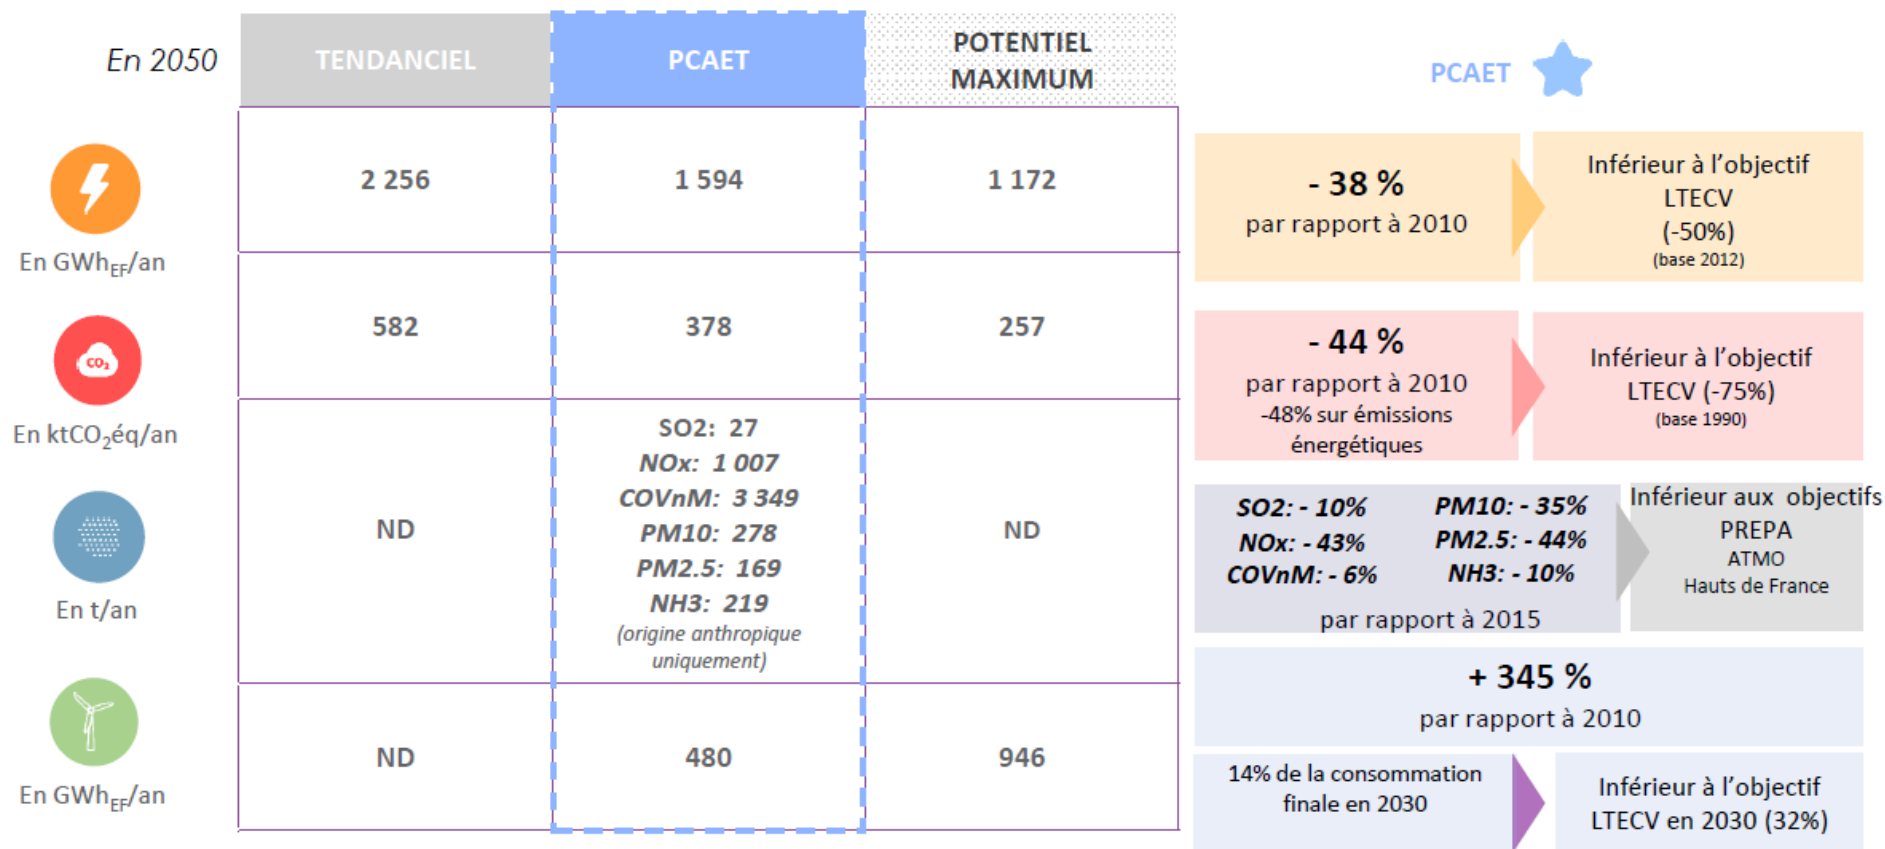 En 2050
TENDANCIEL
PCAET
POTENTIEL
MAXIMUM
PCAET
En GWhEF/an
2 256
1 594
1 172
- 38 %
par rapport à 2010
Inférieur à l'objectif
LTECV
(-50%)
(base 2012)
CO₂
En ktCO₂éq/an
582
378
257
- 44 %
par rapport à 2010
-48% sur émissions
énergétiques
Inférieur à l'objectif
LTECV (-75%)
(base 1990)
En t/an
ND
SO2: 27
NOx: 1 007
COVnM: 3 349
PM10: 278
PM2.5: 169
NH3: 219
(origine anthropique
uniquement)
ND
SO2: - 10%
PM10: - 35%
NOx: - 43%
PM2.5: - 44%
COVnM: - 6%
NH3: - 10%
par rapport à 2015
Inférieur aux objectifs
PREPA
ATMO
Hauts de France
En GWhEF/an
ND
480
946
+ 345 %
par rapport à 2010
14% de la consommation
finale en 2030
Inférieur à l'objectif
LTECV en 2030 (32%)